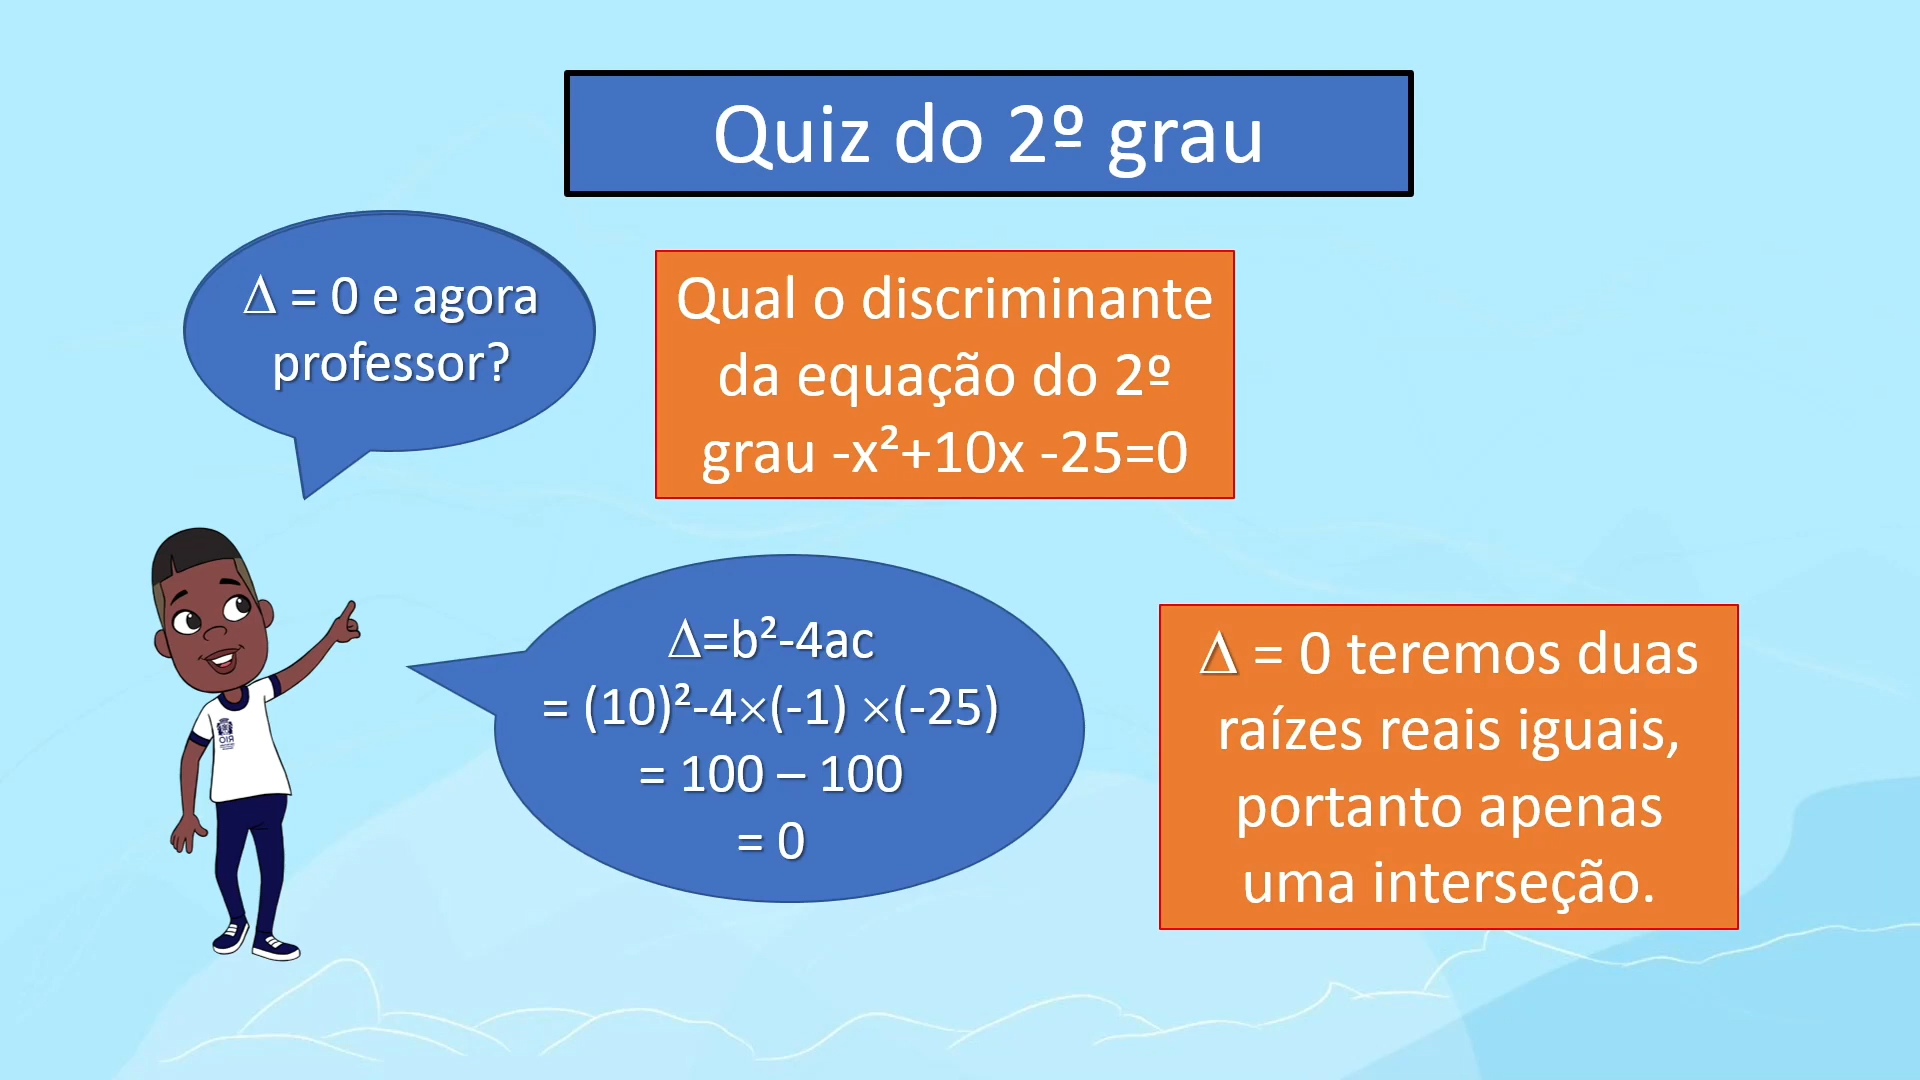 Quiz do 2º grau
Δ = 0 e agora
professor?
Qual o discriminante
da equação do 2º
grau -x²+10x -25=0
Δ=b²-4ac
= (10)²-4×(-1) ×(-25)
= 100 – 100
= 0
Δ = 0 teremos duas
raízes reais iguais,
portanto apenas
uma interseção.
RIO